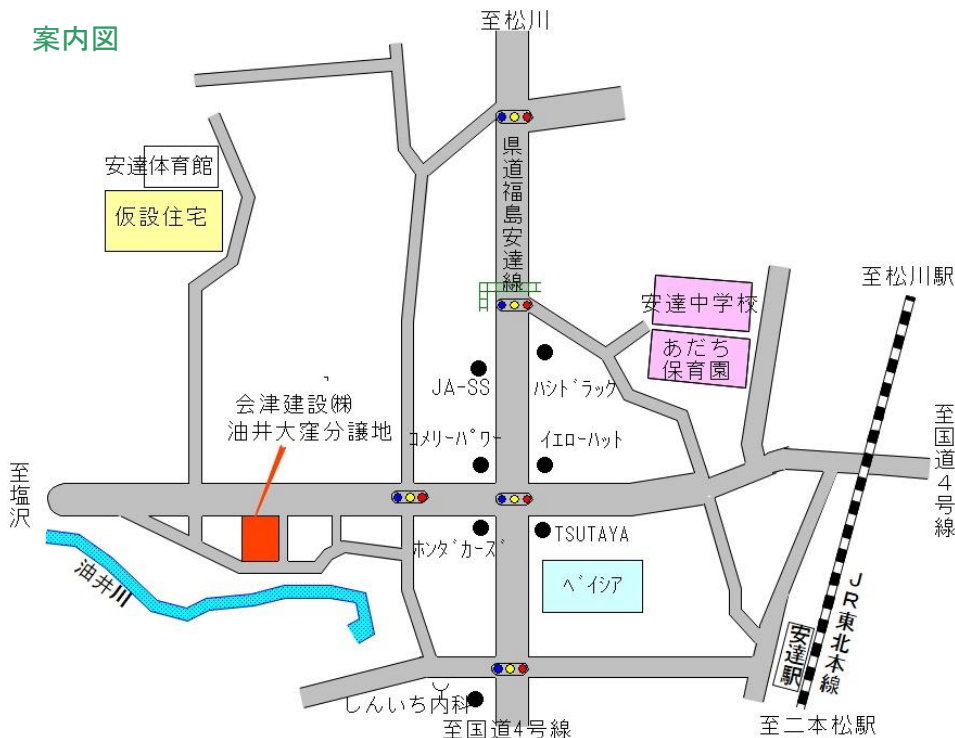 案内図
至松川
県道福島安達線
安達体育館
仮設住宅
安達中学校
あだち
保育園
至松川駅
JA-SS
ハシドラッグ
会津建設㈱
油井大窪分譲地
コメリーパワー
イエローハット
至国道4号線
至塩沢
ホンダカーズ
TSUTAYA
ベイシア
油井川
JR東北本線
安達駅
しんいち内科
至国道4号線
至二本松駅